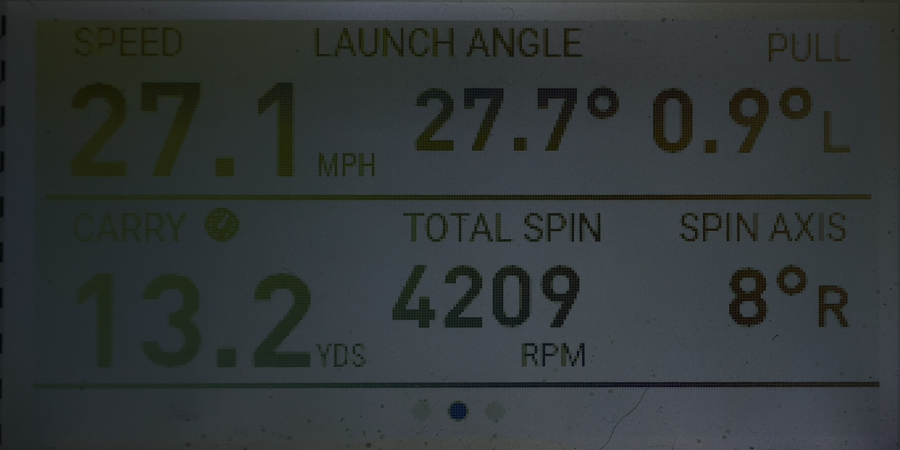 SPEED LAUNCH ANGLE PULL
27.1 MPH 27.7° 0.9° L
CARRY TOTAL SPIN SPIN AXIS
13.2 YDS 4209 RPM 8° R